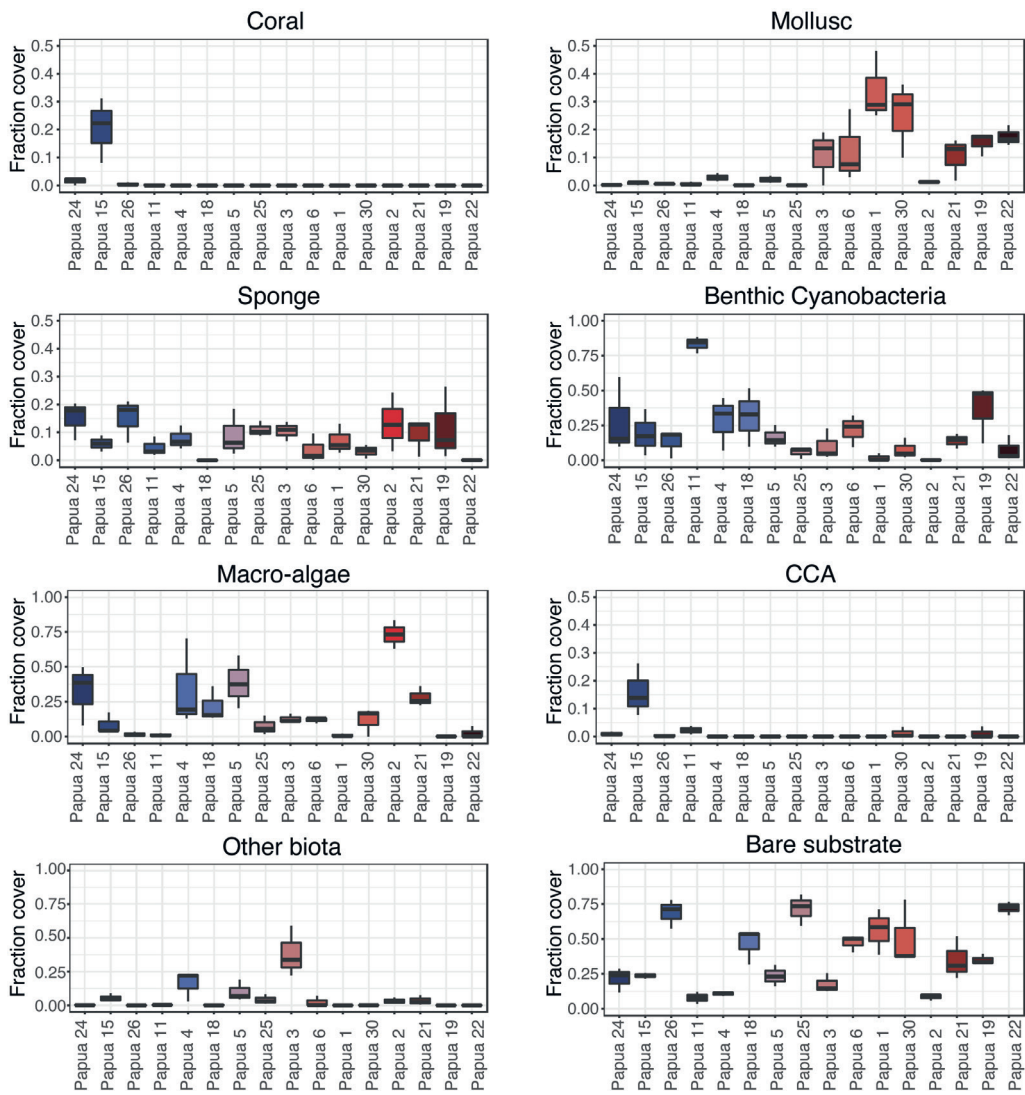 Coral
Fraction cover
0.5
0.4
0.3
0.2
0.1
0.0
Papua 24
Papua 15
Papua 26
Papua 11
Papua 4
Papua 18
Papua 5
Papua 25
Papua 3
Papua 6
Papua 1
Papua 30
Papua 2
Papua 21
Papua 19
Papua 22
Mollusc
Fraction cover
0.5
0.4
0.3
0.2
0.1
0.0
Papua 24
Papua 15
Papua 26
Papua 11
Papua 4
Papua 18
Papua 5
Papua 25
Papua 3
Papua 6
Papua 1
Papua 30
Papua 2
Papua 21
Papua 19
Papua 22
Sponge
Fraction cover
0.5
0.4
0.3
0.2
0.1
0.0
Papua 24
Papua 15
Papua 26
Papua 11
Papua 4
Papua 18
Papua 5
Papua 25
Papua 3
Papua 6
Papua 1
Papua 30
Papua 2
Papua 21
Papua 19
Papua 22
Benthic Cyanobacteria
Fraction cover
1.00
0.75
0.50
0.25
0.00
Papua 24
Papua 15
Papua 26
Papua 11
Papua 4
Papua 18
Papua 5
Papua 25
Papua 3
Papua 6
Papua 1
Papua 30
Papua 2
Papua 21
Papua 19
Papua 22
Macro-algae
Fraction cover
1.00
0.75
0.50
0.25
0.00
Papua 24
Papua 15
Papua 26
Papua 11
Papua 4
Papua 18
Papua 5
Papua 25
Papua 3
Papua 6
Papua 1
Papua 30
Papua 2
Papua 21
Papua 19
Papua 22
CCA
Fraction cover
0.5
0.4
0.3
0.2
0.1
0.0
Papua 24
Papua 15
Papua 26
Papua 11
Papua 4
Papua 18
Papua 5
Papua 25
Papua 3
Papua 6
Papua 1
Papua 30
Papua 2
Papua 21
Papua 19
Papua 22
Other biota
Fraction cover
1.00
0.75
0.50
0.25
0.00
Papua 24
Papua 15
Papua 26
Papua 11
Papua 4
Papua 18
Papua 5
Papua 25
Papua 3
Papua 6
Papua 1
Papua 30
Papua 2
Papua 21
Papua 19
Papua 22
Bare substrate
Fraction cover
1.00
0.75
0.50
0.25
0.00
Papua 24
Papua 15
Papua 26
Papua 11
Papua 4
Papua 18
Papua 5
Papua 25
Papua 3
Papua 6
Papua 1
Papua 30
Papua 2
Papua 21
Papua 19
Papua 22